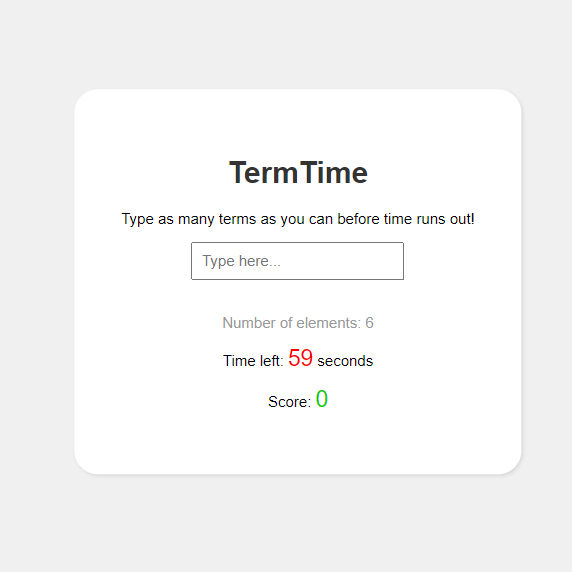 TermTime
Type as many terms as you can before time runs out!
Type here...
Number of elements: 6
Time left: 59 seconds
Score: 0